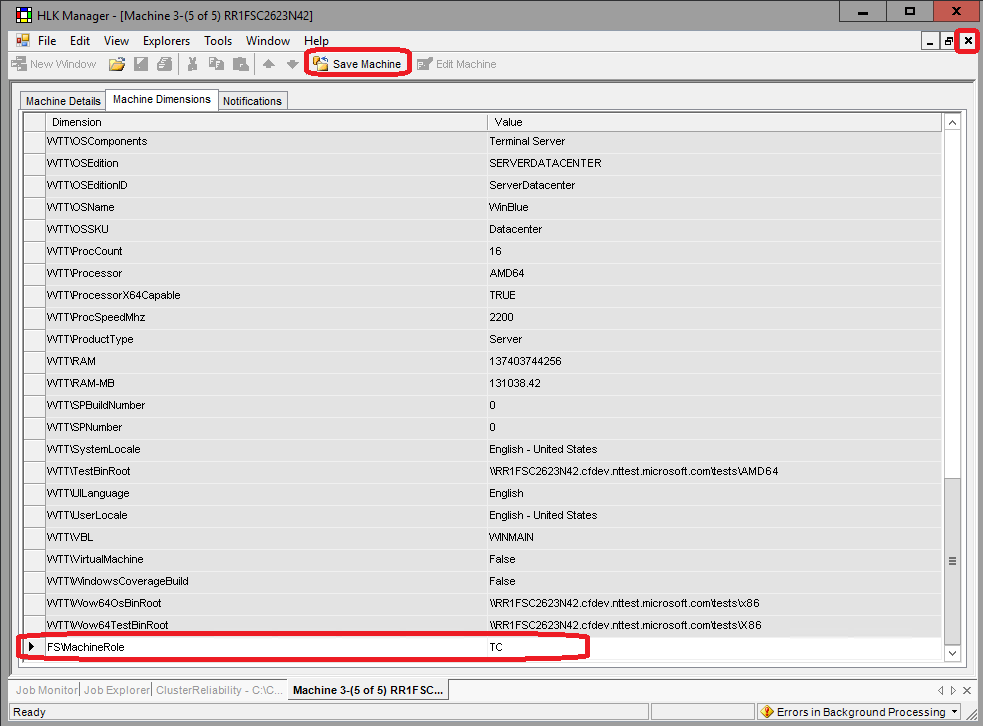 HLK Manager - [Machine 3-(5 of 5) RR1FSC2623N42]
File Edit View Explorers Tools Window Help
New Window Save Machine Edit Machine
Machine Details Machine Dimensions Notifications
Dimension Value
WTT\OSComponents Terminal Server
WTT\OSEdition SERVERDATACENTER
WTT\OSEditionID ServerDatacenter
WTT\OSName WinBlue
WTT\OSSKU Datacenter
WTT\ProcCount 16
WTT\Processor AMD64
WTT\ProcessorX64Capable TRUE
WTT\ProcSpeedMhz 2200
WTT\ProductType Server
WTT\RAM 137403744256
WTT\RAM-MB 131038.42
WTT\SPBuildNumber 0
WTT\SPNumber 0
WTT\SystemLocale English - United States
WTT\TestBinRoot \\RR1FSC2623N42.cfdev.nttest.microsoft.com\tests\AMD64
WTT\UILanguage English
WTT\UserLocale English - United States
WTT\VBL WINMAIN
WTT\VirtualMachine False
WTT\WindowsCoverageBuild False
WTT\Wow64OsBinRoot \\RR1FSC2623N42.cfdev.nttest.microsoft.com\tests\x86
WTT\Wow64TestBinRoot \\RR1FSC2623N42.cfdev.nttest.microsoft.com\tests\X86
FS\MachineRole TC
Job Monitor Job Explorer ClusterReliability - C:\C... Machine 3-(5 of 5) RR1FSC...
Ready Errors in Background Processing